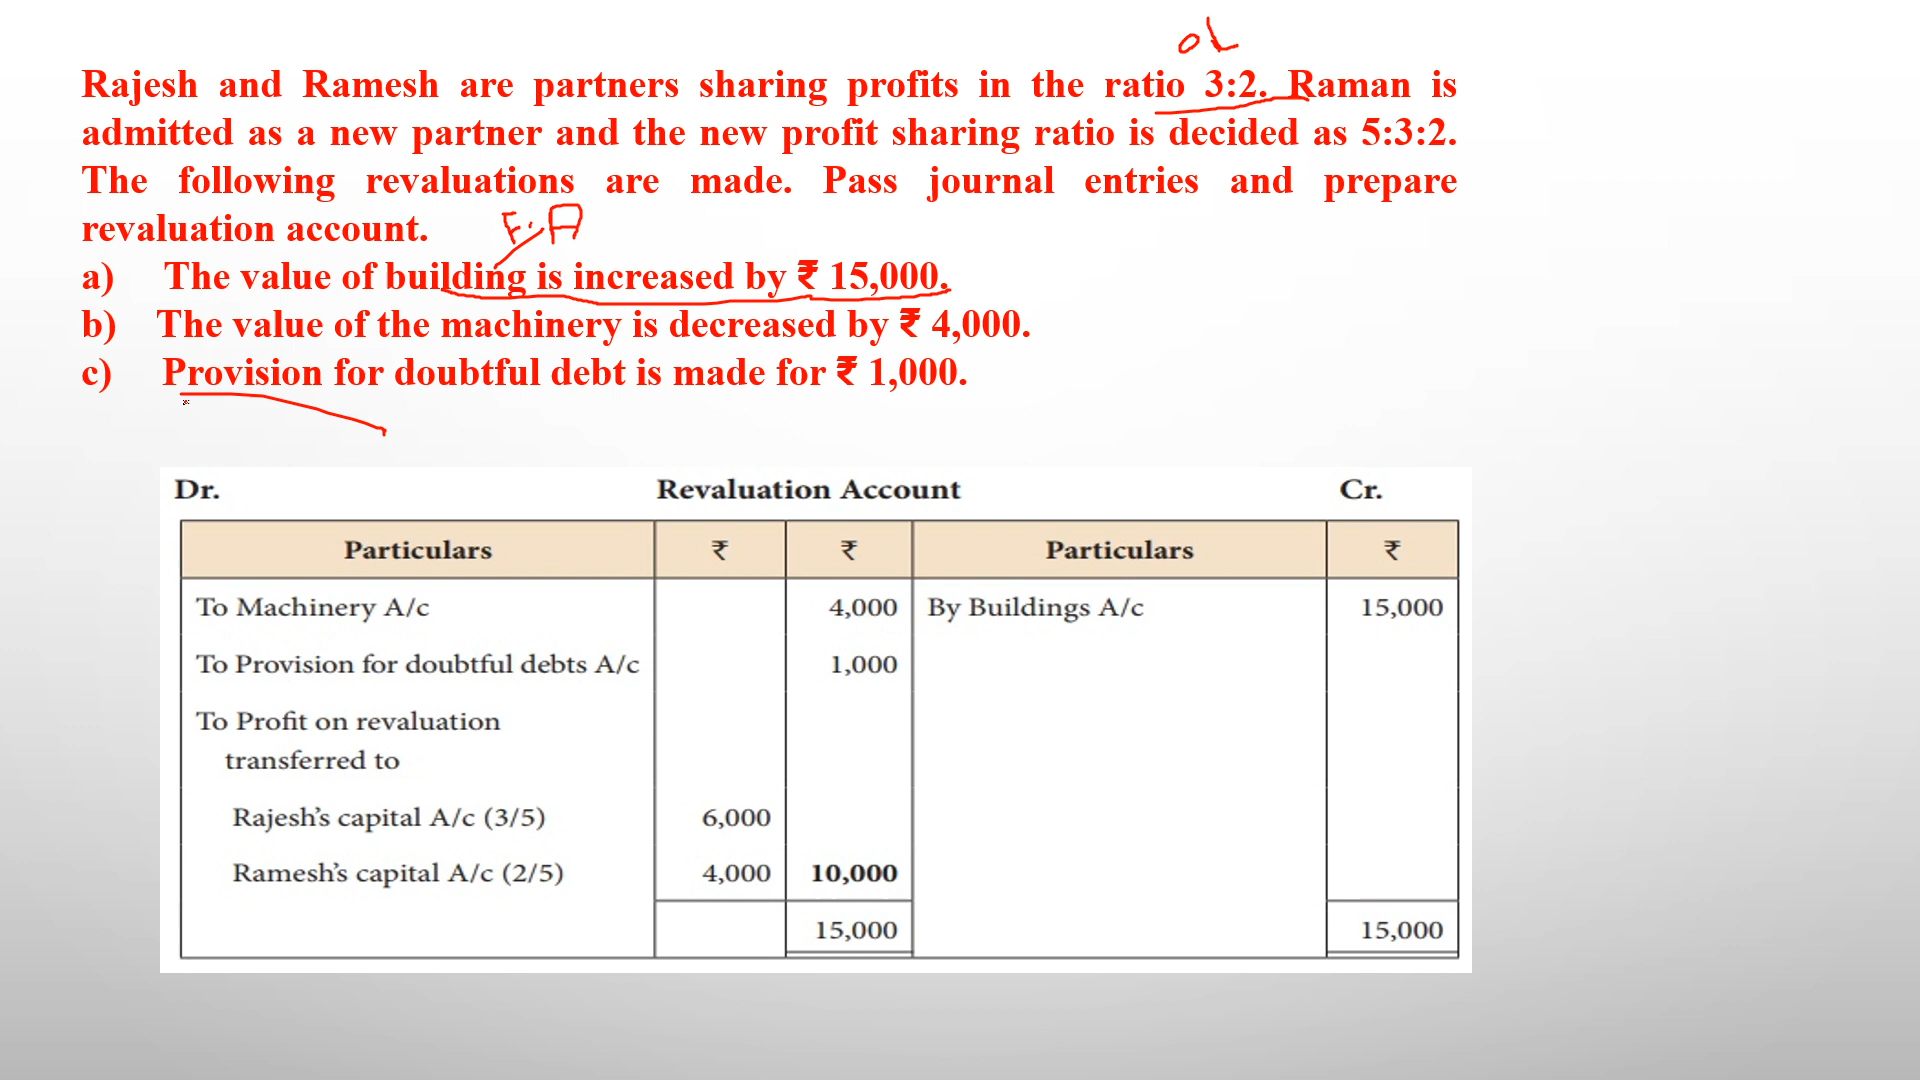 OL
Rajesh and Ramesh are partners sharing profits in the ratio 3:2. Raman is
admitted as a new partner and the new profit sharing ratio is decided as 5:3:2.
The following revaluations are made. Pass journal entries and prepare
revaluation account.
F.A
a) The value of building is increased by ₹ 15,000.
b) The value of the machinery is decreased by ₹ 4,000.
c) Provision for doubtful debt is made for ₹ 1,000.
Dr. Revaluation Account Cr.
Particulars ₹ ₹ Particulars ₹
To Machinery A/c 4,000 By Buildings A/c 15,000
To Provision for doubtful debts A/c 1,000
To Profit on revaluation
transferred to
Rajesh's capital A/c (3/5) 6,000
Ramesh's capital A/c (2/5) 4,000 10,000
15,000 15,000